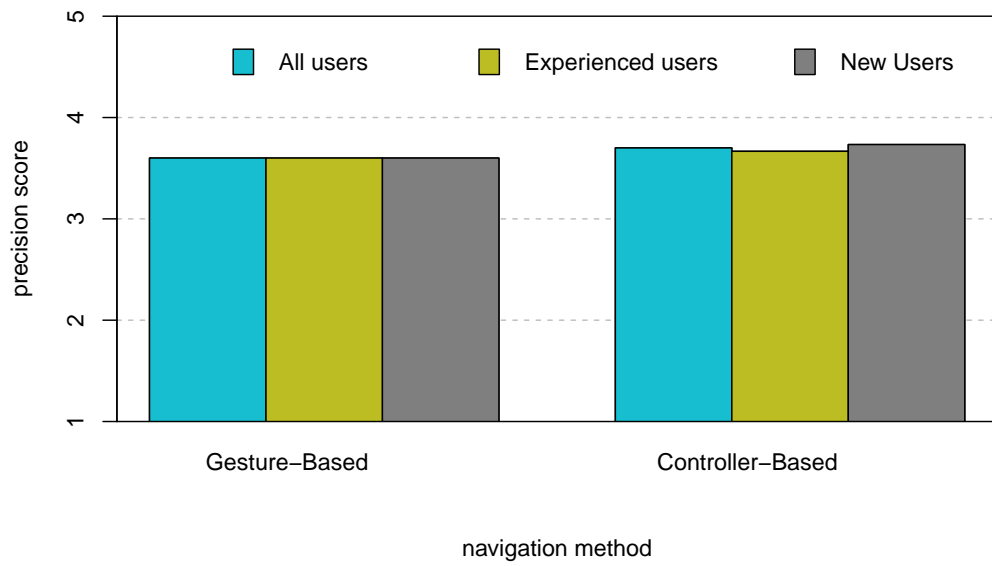 5
All users Experienced users New Users
4
precision score
3
2
1
Gesture−Based Controller−Based
navigation method